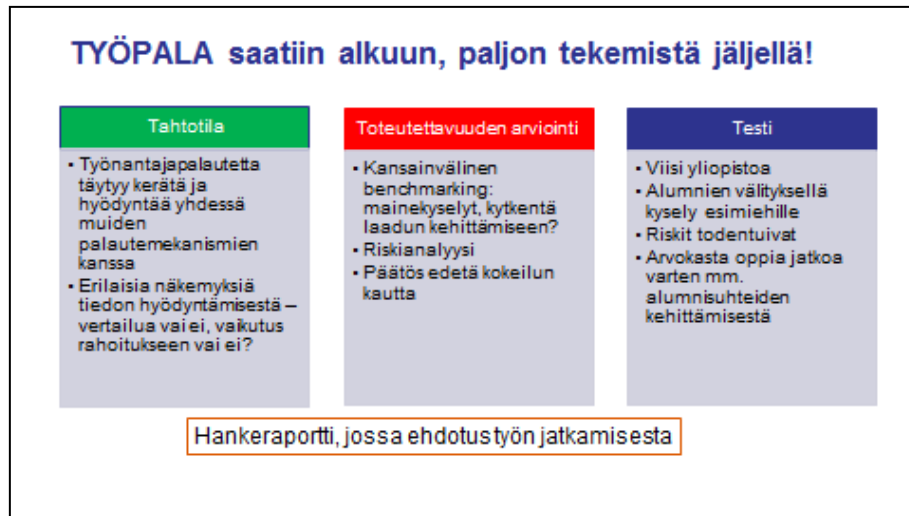 TYÖPALA saatiin alkuun, paljon tekemistä jäljellä!
Tahtotila
• Työnantajapalautetta
täytyy kerätä ja
hyödyntää yhdessä
muiden
palautemekanismien
kanssa
• Erilaisia näkemyksiä
tiedon hyödyntämisestä –
vertailua vai ei, vaikutus
rahoitukseen vai ei?
Toteutettavuuden arviointi
• Kansainvälinen
benchmarking:
mainekyselyt, kytkentä
laadun kehittämiseen?
• Riskianalyysi
• Päätös edetä kokeilun
kautta
Testi
• Viisi yliopistoa
• Alumnien välityksellä
kysely esimiehille
• Riskit todentuivat
• Arvokasta oppia jatkoa
varten mm.
alumnisuhteiden
kehittämisestä
Hankeraportti, jossa ehdotus työn jatkamisesta